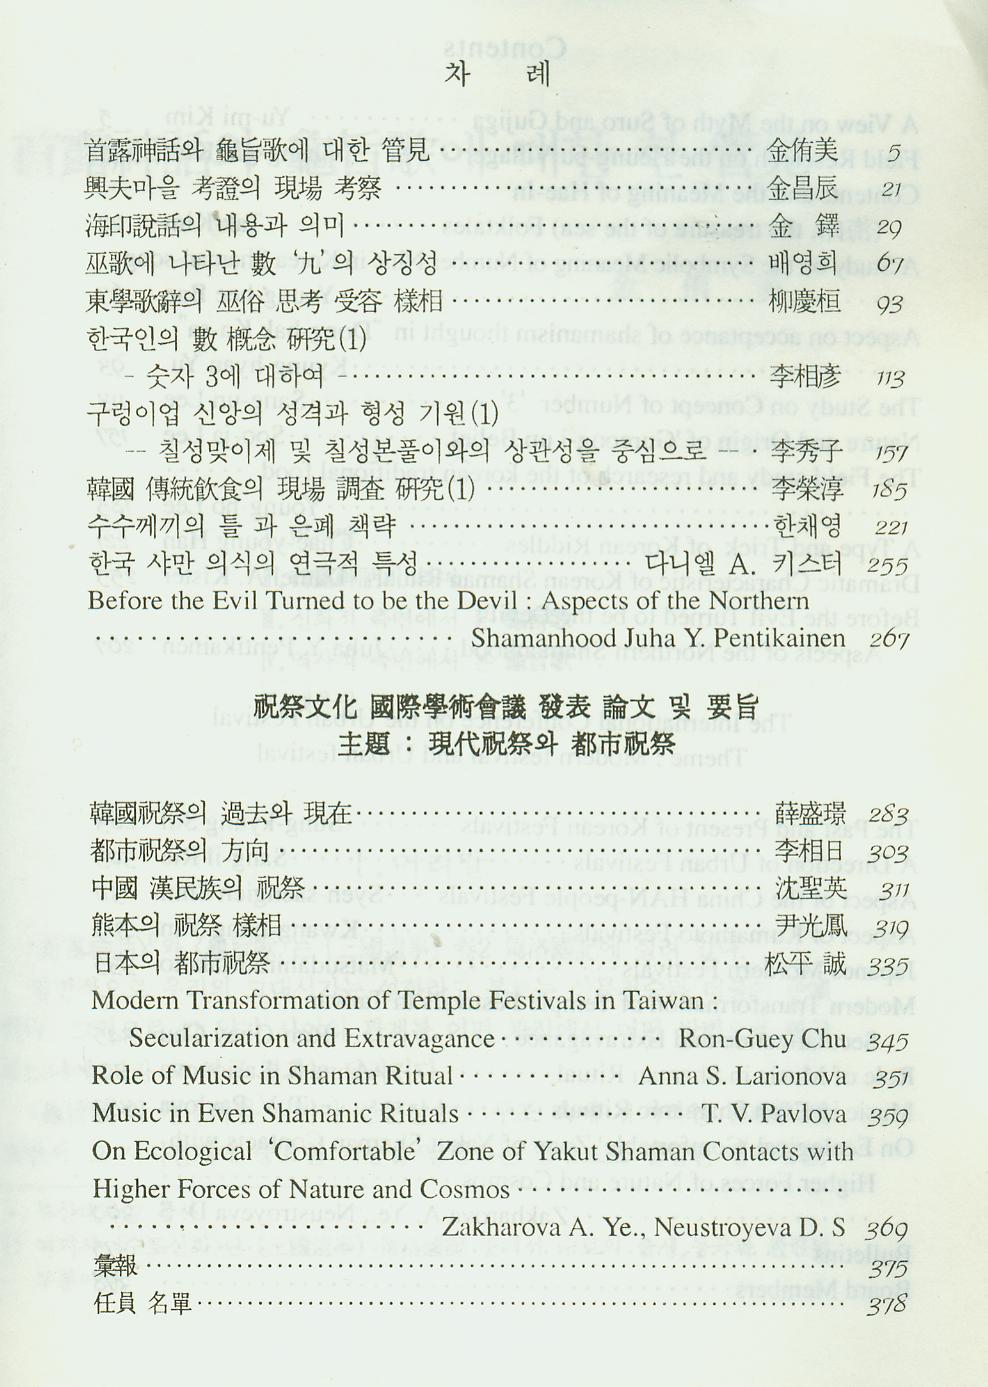 차 례
首露神話와 龜旨歌에 대한 管見 ········ 金侑美 5
興夫마을 考證의 現場 考察 ········ 金昌辰 21
海印說話의 내용과 의미 ········ 金 鐸 29
巫歌에 나타난 數 ‘九’의 상징성 ········ 배영희 67
東學歌辭의 巫俗 思考 受容 樣相 ········ 柳慶桓 93
한국인의 數 槪念 硏究(1)
- 숫자 3에 대하여 - ········ 李相彦 113
구렁이업 신앙의 성격과 형성 기원(1)
-- 칠성맞이제 및 칠성본풀이와의 상관성을 중심으로 -- · 李秀子 157
韓國 傳統飮食의 現場 調査 硏究(1) ········ 李榮淳 185
수수께끼의 틀 과 은폐 책략 ········ 한채영 221
한국 샤만 의식의 연극적 특성 ········ 다니엘 A. 키스터 255
Before the Evil Turned to be the Devil : Aspects of the Northern
········ Shamanhood Juha Y. Pentikainen 267
祝祭文化 國際學術會議 發表 論文 및 要旨
主題 : 現代祝祭와 都市祝祭
韓國祝祭의 過去와 現在 ········ 薛盛璟 283
都市祝祭의 方向 ········ 李相日 303
中國 漢民族의 祝祭 ········ 沈聖英 311
熊本의 祝祭 樣相 ········ 尹光鳳 319
日本의 都市祝祭 ········ 松平 誠 335
Modern Transformation of Temple Festivals in Taiwan :
Secularization and Extravagance ········ Ron-Guey Chu 345
Role of Music in Shaman Ritual ········ Anna S. Larionova 351
Music in Even Shamanic Rituals ········ T. V. Pavlova 359
On Ecological ‘Comfortable’ Zone of Yakut Shaman Contacts with
Higher Forces of Nature and Cosmos ········
········ Zakharova A. Ye., Neustroyeva D. S 369
彙報 ········ 375
任員 名單 ········ 378